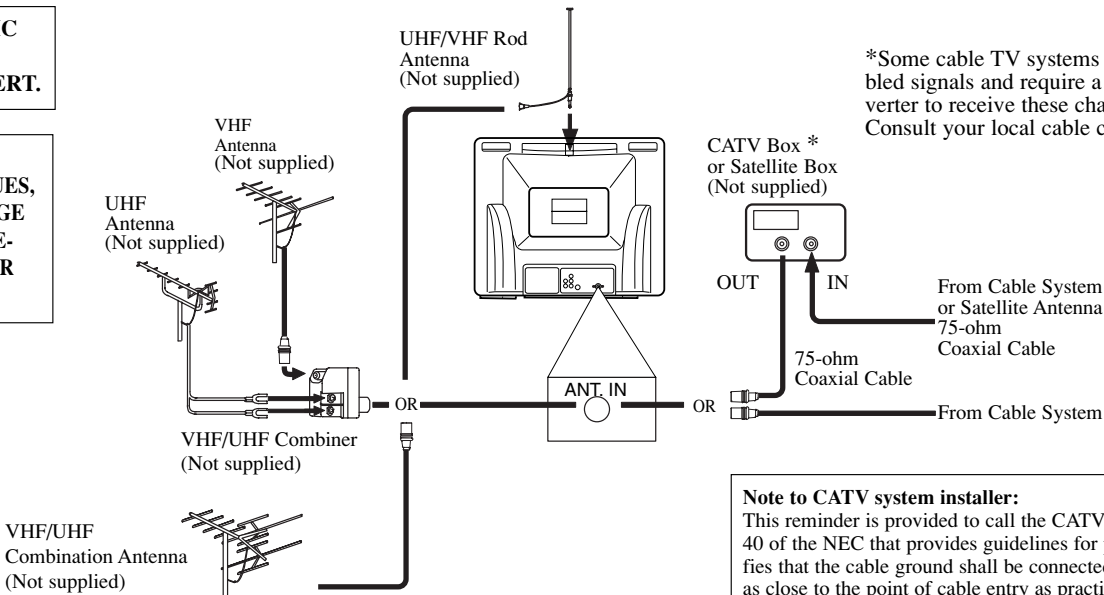 IC
ERT.
UES,
GE
E-
R
UHF/VHF Rod
Antenna
(Not supplied)
*Some cable TV systems
bled signals and require a
verter to receive these cha
Consult your local cable c
VHF
Antenna
(Not supplied)
CATV Box *
or Satellite Box
(Not supplied)
UHF
Antenna
(Not supplied)
OUT
IN
From Cable System
or Satellite Antenna
75-ohm
Coaxial Cable
75-ohm
Coaxial Cable
ANT. IN
OR
OR
From Cable System
VHF/UHF Combiner
(Not supplied)
VHF/UHF
Combination Antenna
(Not supplied)
Note to CATV system installer:
This reminder is provided to call the CATV
40 of the NEC that provides guidelines for
fies that the cable ground shall be connected
as close to the point of cable entry as practi